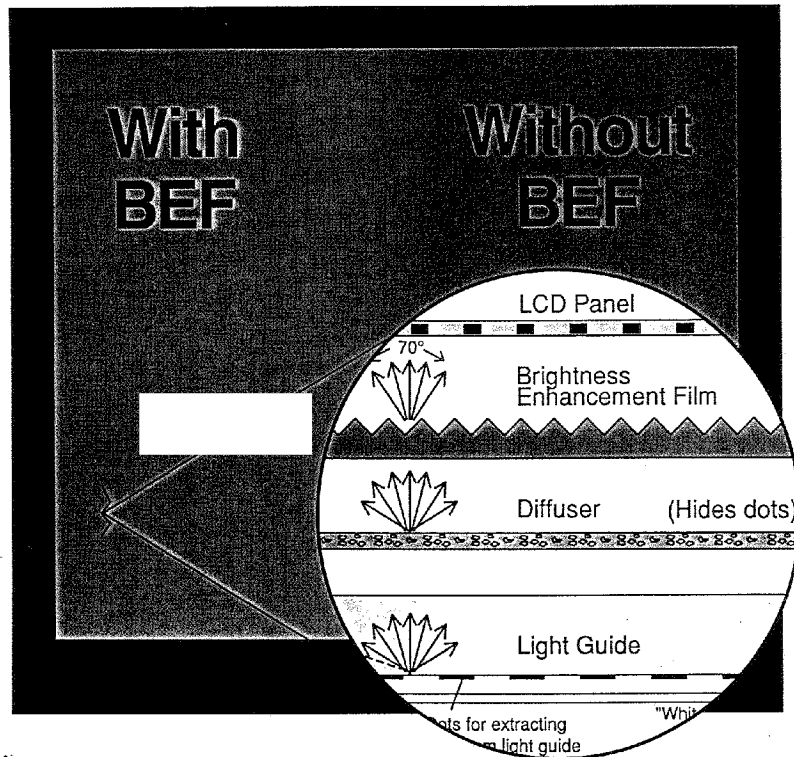 With
BEF
Without
BEF
LCD Panel
70°
Brightness
Enhancement Film
Diffuser (Hides dots)
Light Guide
for extracting
light guide